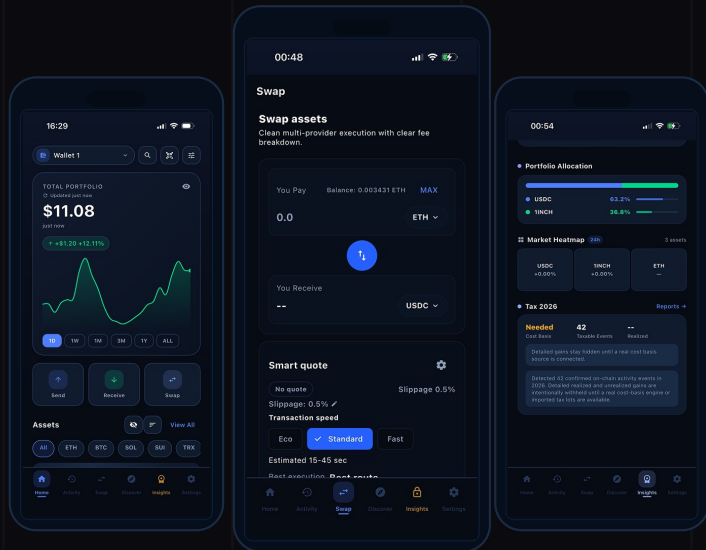 16:29
Wallet 1
TOTAL PORTFOLIO
Updated just now
$11.08
just now
↑ +$1.20 +12.11%
1D 1W 1M 3M 1Y ALL
Send Receive Swap
Assets View All
All ETH BTC SOL SUI TRX
Home Activity Swap Discover Insights Settings
00:48
Swap
Swap assets
Clean multi-provider execution with clear fee
breakdown.
You Pay Balance: 0.003431 ETH MAX
0.0 ETH
You Receive
-- USDC
Smart quote
No quote Slippage 0.5%
Slippage: 0.5%
Transaction speed
Eco ✓ Standard Fast
Estimated 15-45 sec
Best execution Best route
Home Activity Swap Discover Insights Settings
00:54
Portfolio Allocation
USDC 63.2%
1INCH 36.8%
Market Heatmap 24h 5 assets
USDC 1INCH ETH
+0.00% +0.00% --
Tax 2026 Reports →
Needed 42 --
Cost Basis Taxable Events Realized
Detailed gains stay hidden until a real cost basis
source is connected.
Detected 42 confirmed on-chain activity events in
2026. Detailed realized and unrealized gains are
intentionally withheld until a real cost-basis engine or
imported tax lots are available.
Home Activity Swap Discover Insights Settings